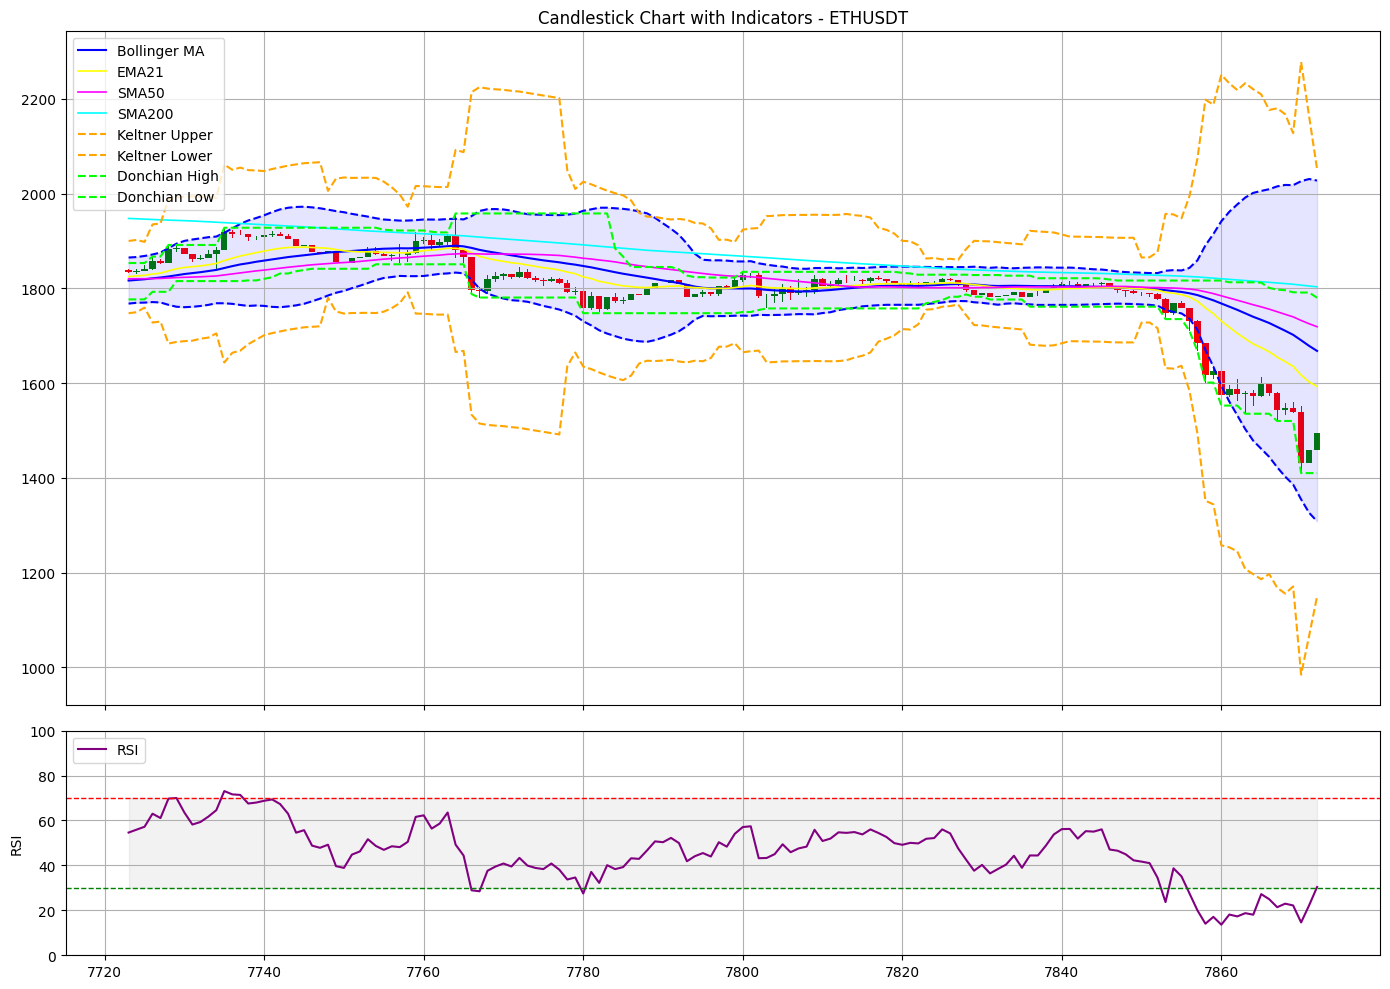 Candlestick Chart with Indicators - ETHUSDT
Bollinger MA
EMA21
SMA50
SMA200
Keltner Upper
Keltner Lower
Donchian High
Donchian Low
2200
2000
1800
1600
1400
1200
1000
RSI
100
80
60
40
20
0
RSI
7720 7740 7760 7780 7800 7820 7840 7860